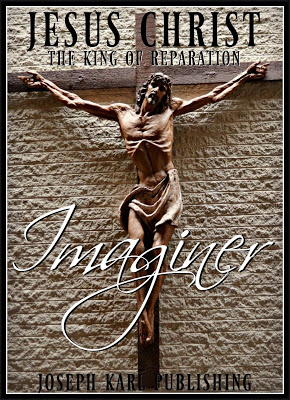 JESUS CHRIST
THE KING OF REPARATION
Imaginer
JOSEPH KARL PUBLISHING